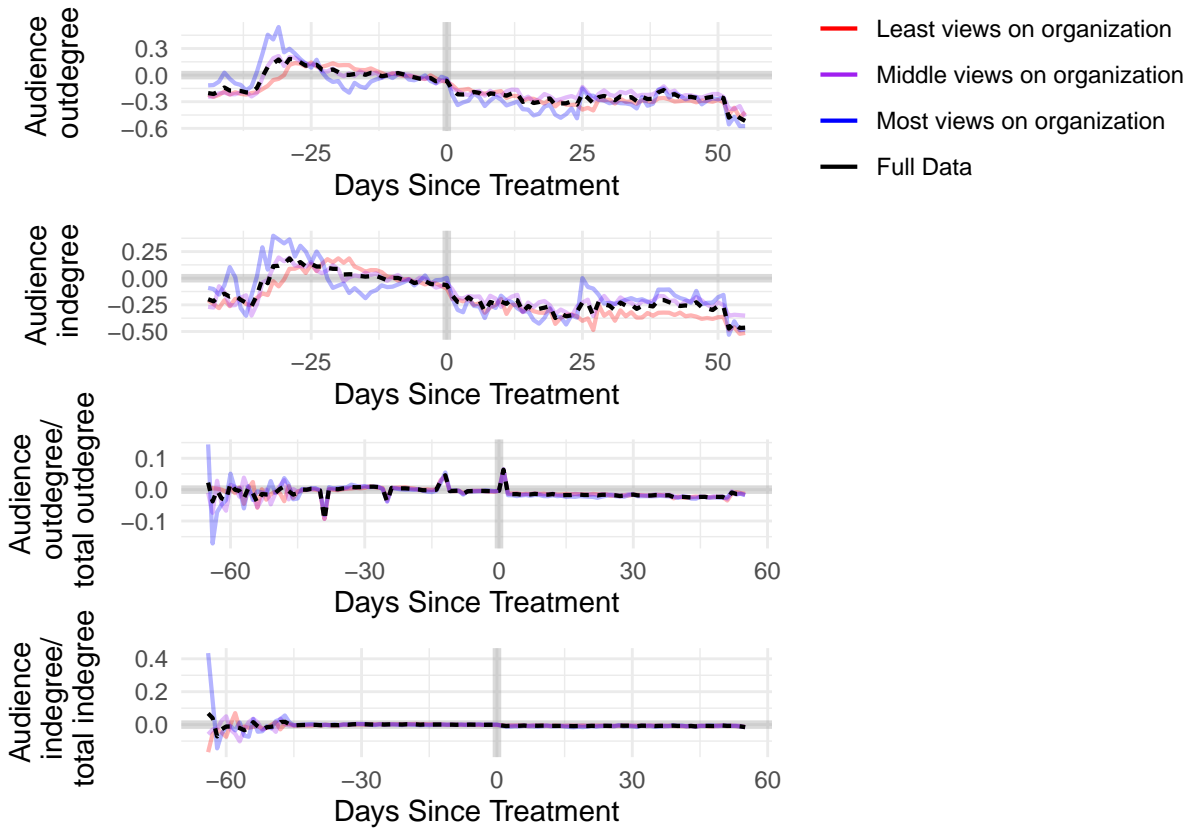 Audience
outdegree
0.3
0.0
−0.3
−0.6
−25
0
25
50
Days Since Treatment
Least views on organization
Middle views on organization
Most views on organization
Full Data
Audience
indegree
0.25
0.00
−0.25
−0.50
−25
0
25
50
Days Since Treatment
Audience
outdegree/
total outdegree
0.1
0.0
−0.1
−60
−30
0
30
60
Days Since Treatment
Audience
indegree/
total indegree
0.4
0.2
0.0
−60
−30
0
30
60
Days Since Treatment